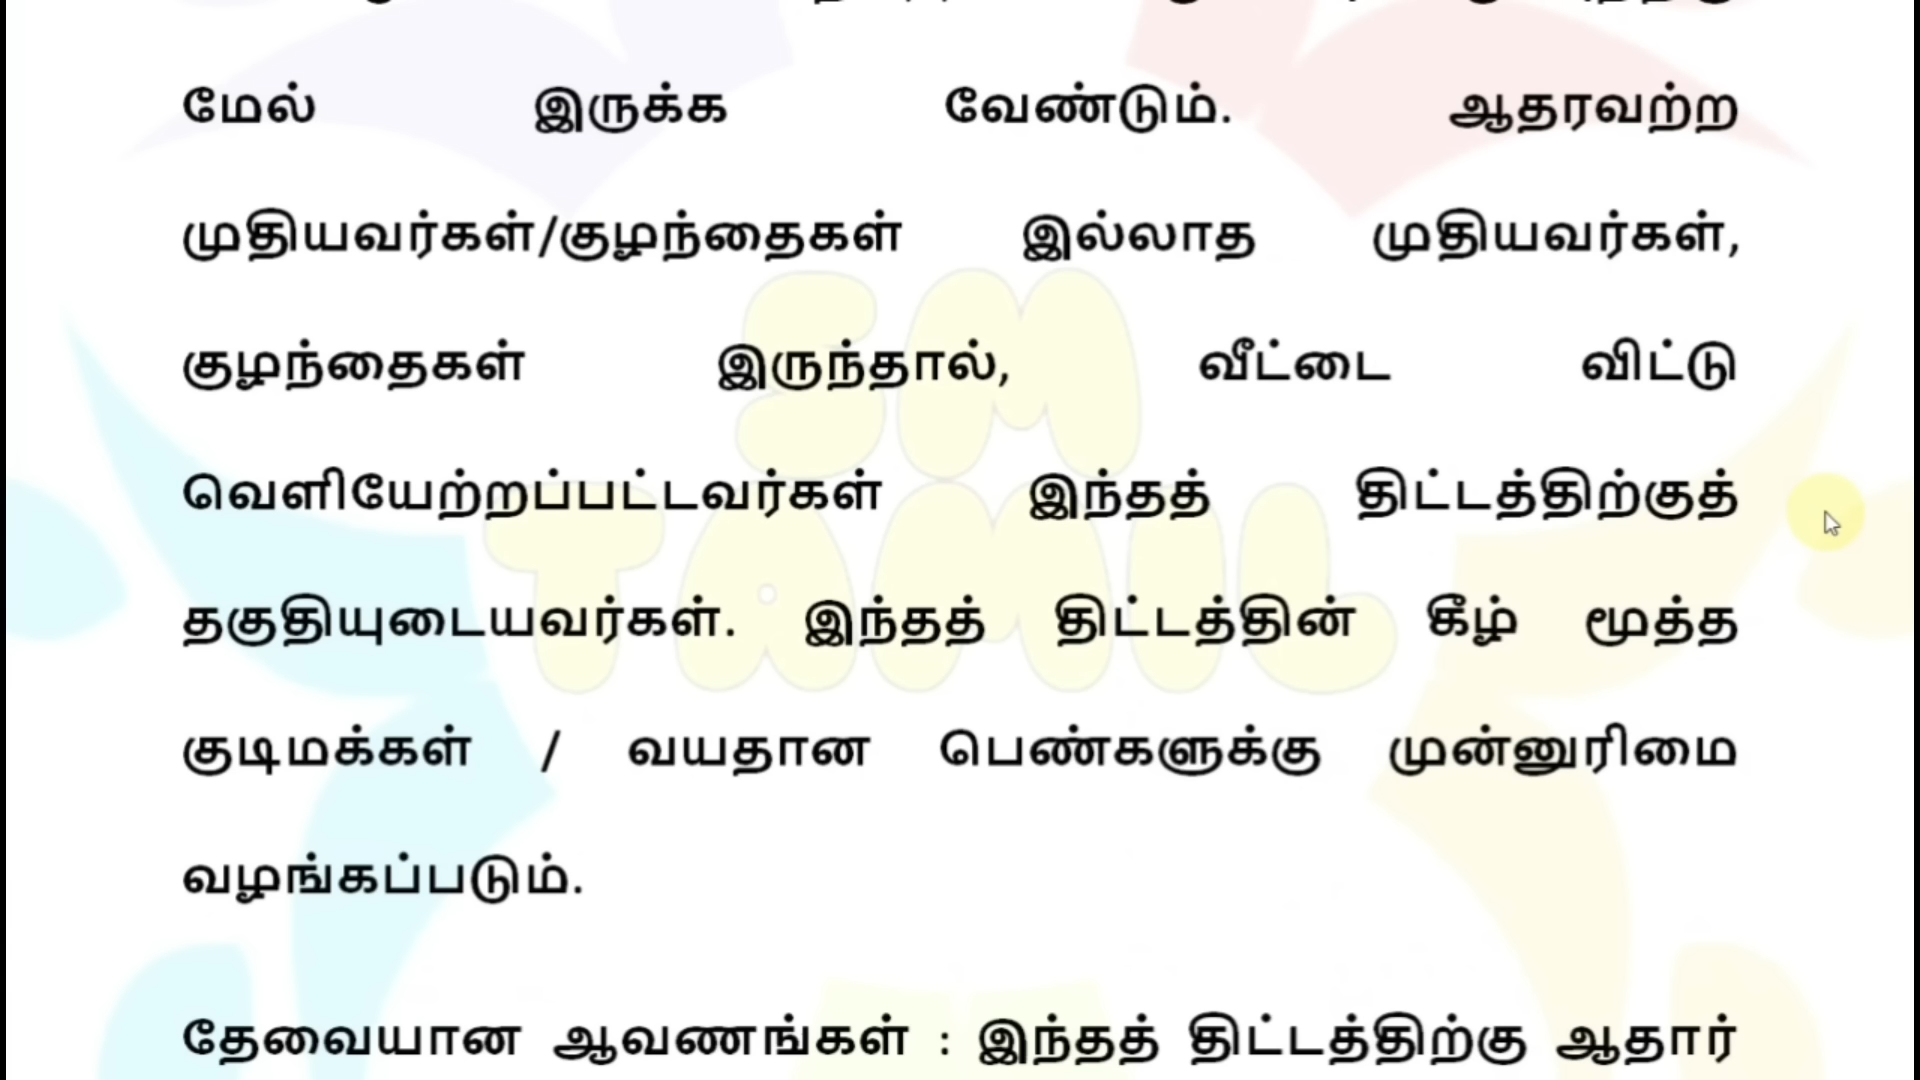 மேல் இருக்க வேண்டும். ஆதரவற்ற
முதியவர்கள்/குழந்தைகள் இல்லாத முதியவர்கள்,
குழந்தைகள் இருந்தால், வீட்டை விட்டு
வெளியேற்றப்பட்டவர்கள் இந்தத் திட்டத்திற்குத்
தகுதியுடையவர்கள். இந்தத் திட்டத்தின் கீழ் மூத்த
குடிமக்கள் / வயதான பெண்களுக்கு முன்னுரிமை
வழங்கப்படும்.
தேவையான ஆவணங்கள் : இந்தத் திட்டத்திற்கு ஆதார்
SM
TAMIL